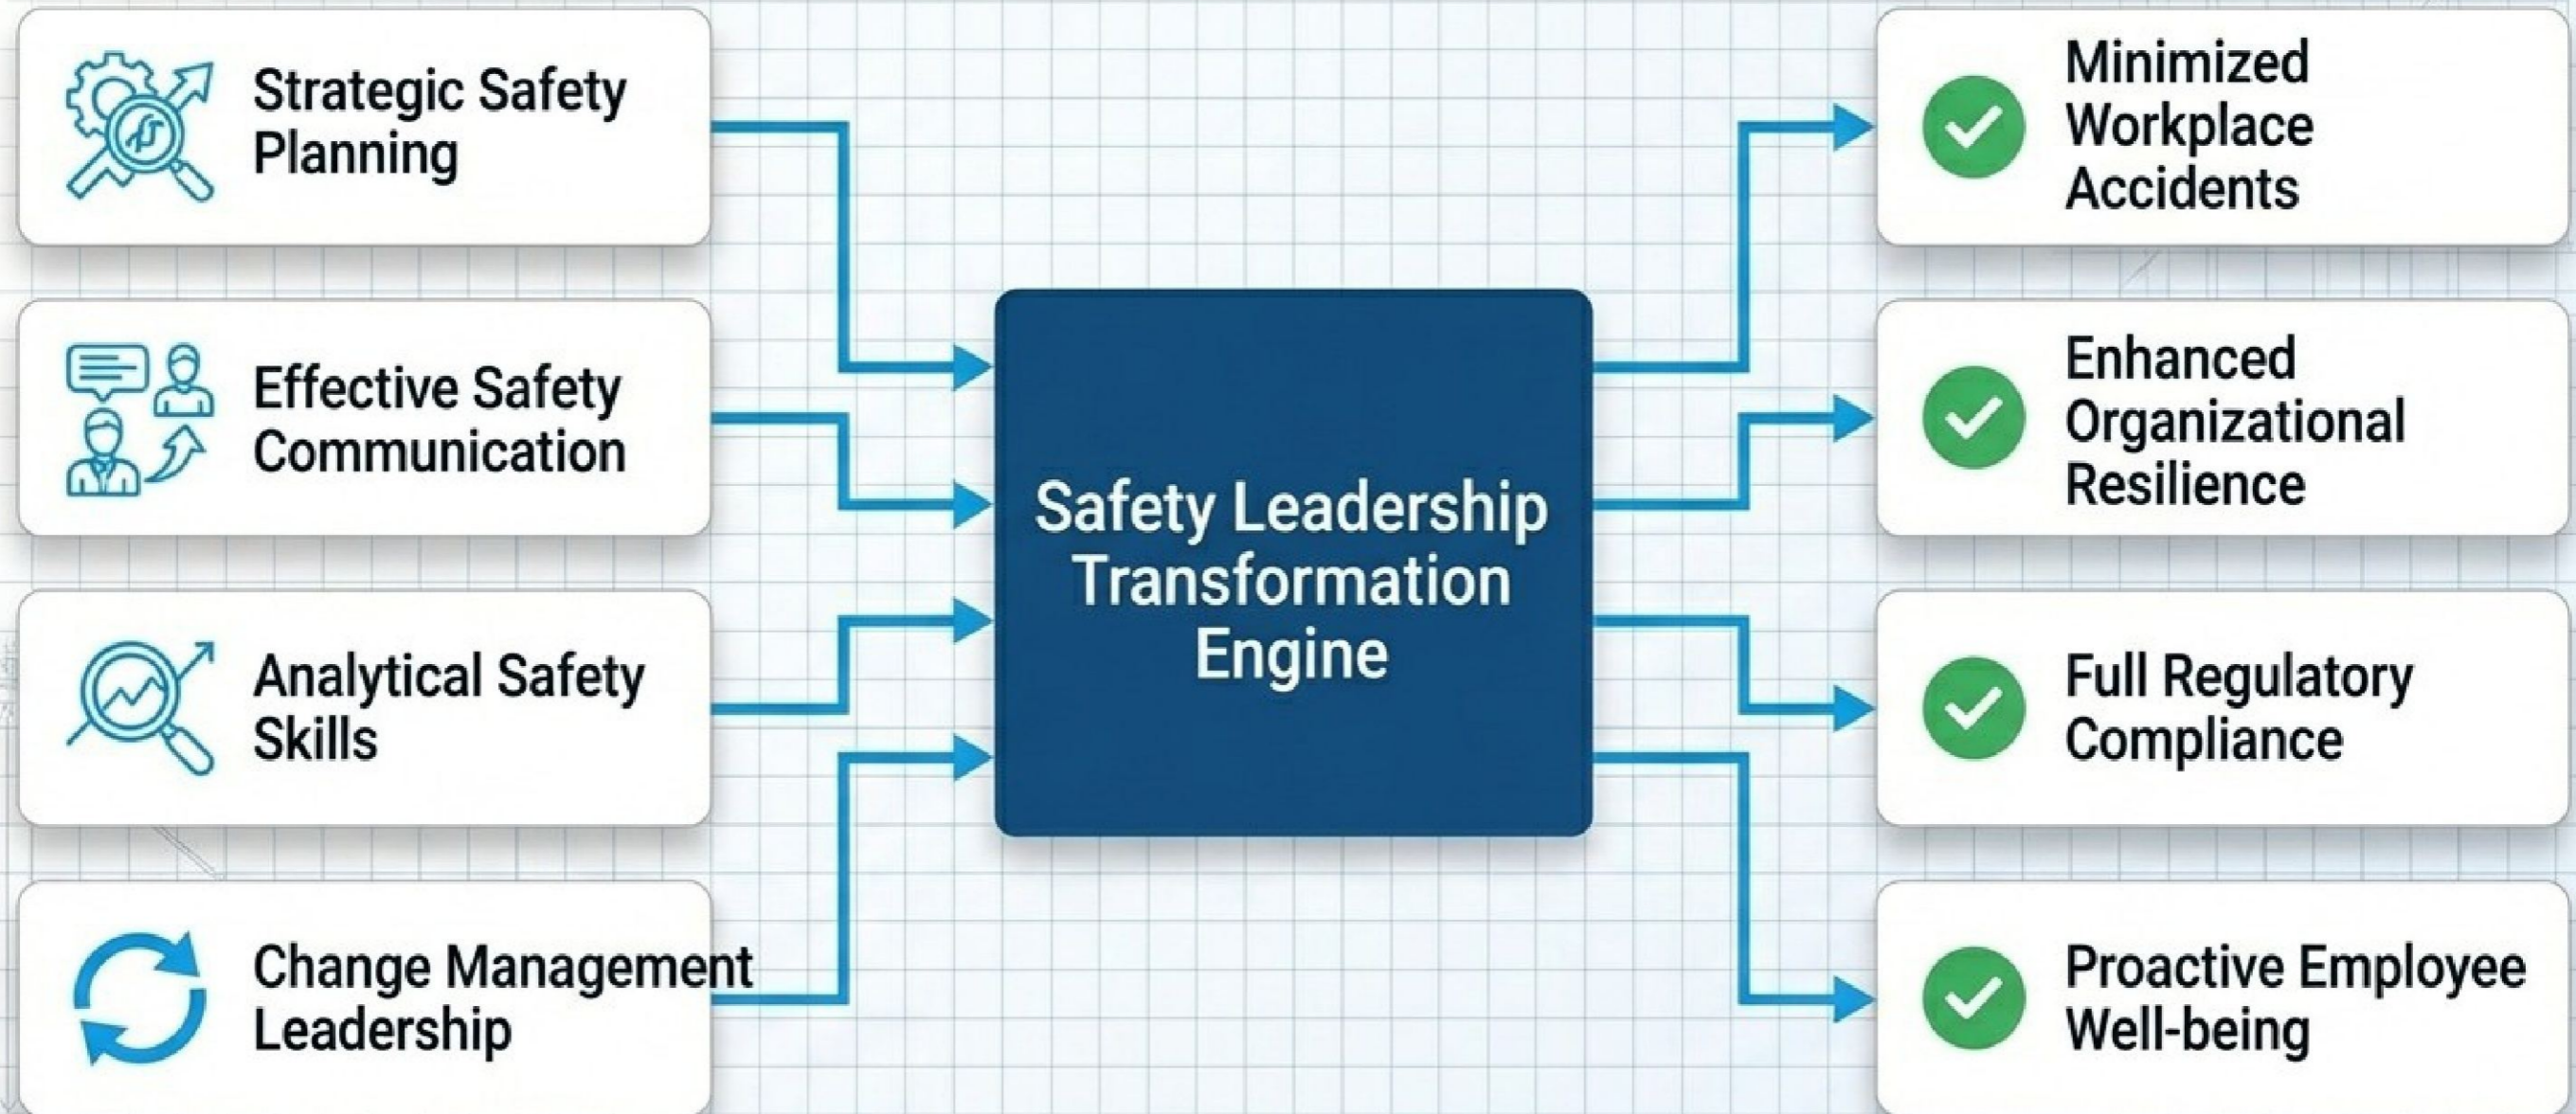 Strategic Safety
Planning
Effective Safety
Communication
Analytical Safety
Skills
Change Management
Leadership
Safety Leadership
Transformation
Engine
Minimized
Workplace
Accidents
Enhanced
Organizational
Resilience
Full Regulatory
Compliance
Proactive Employee
Well-being